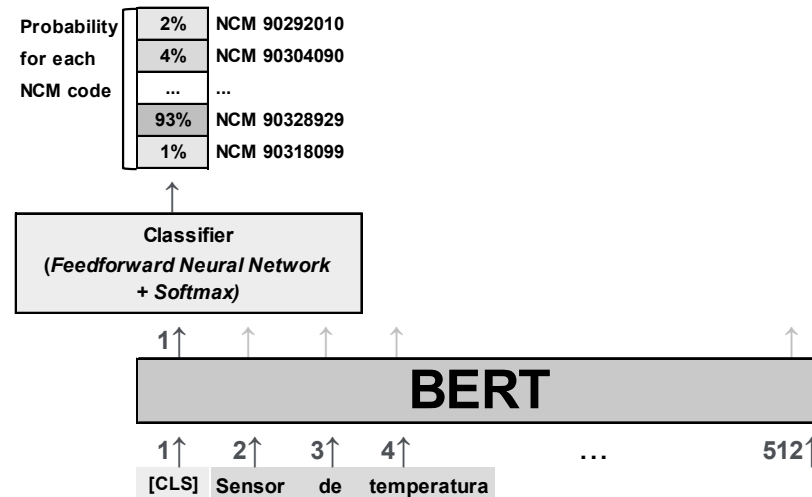 Probability
for each
NCM code
2% NCM 90292010
4% NCM 90304090
... ...
93% NCM 90328929
1% NCM 90318099
Classifier
(Feedforward Neural Network
+ Softmax)
1
BERT
1 2 3 4 ... 512
[CLS] Sensor de temperatura